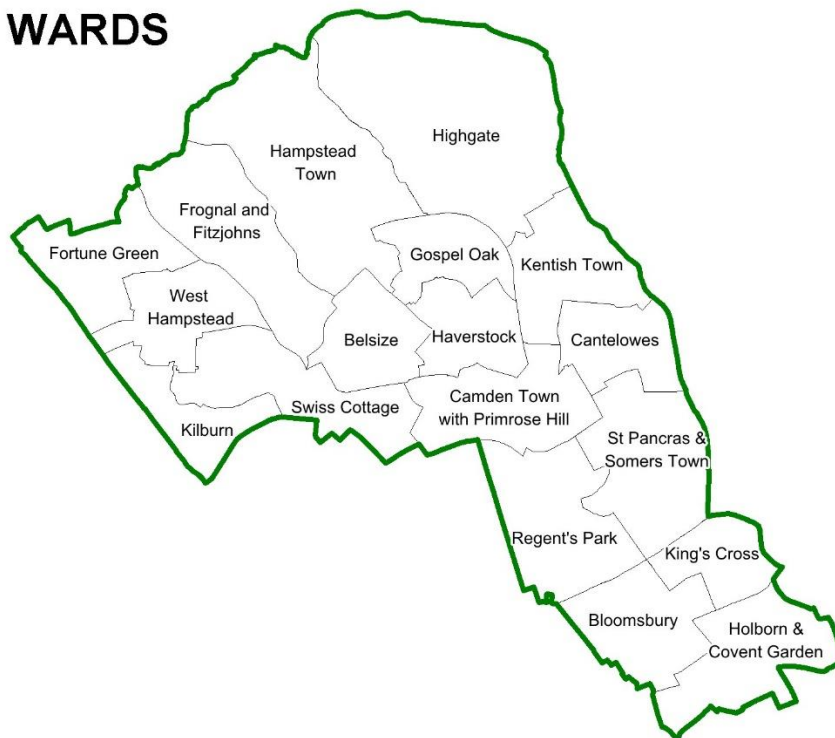 WARDS
Highgate
Hampstead
Town
Frognal and
Fitzjohns
Fortune Green
Gospel Oak
Kentish Town
West
Hampstead
Belsize
Haverstock
Cantelowes
Camden Town
with Primrose Hill
Swiss Cottage
Kilburn
St Pancras &
Somers Town
Regent's Park
King's Cross
Bloomsbury
Holborn &
Covent Garden